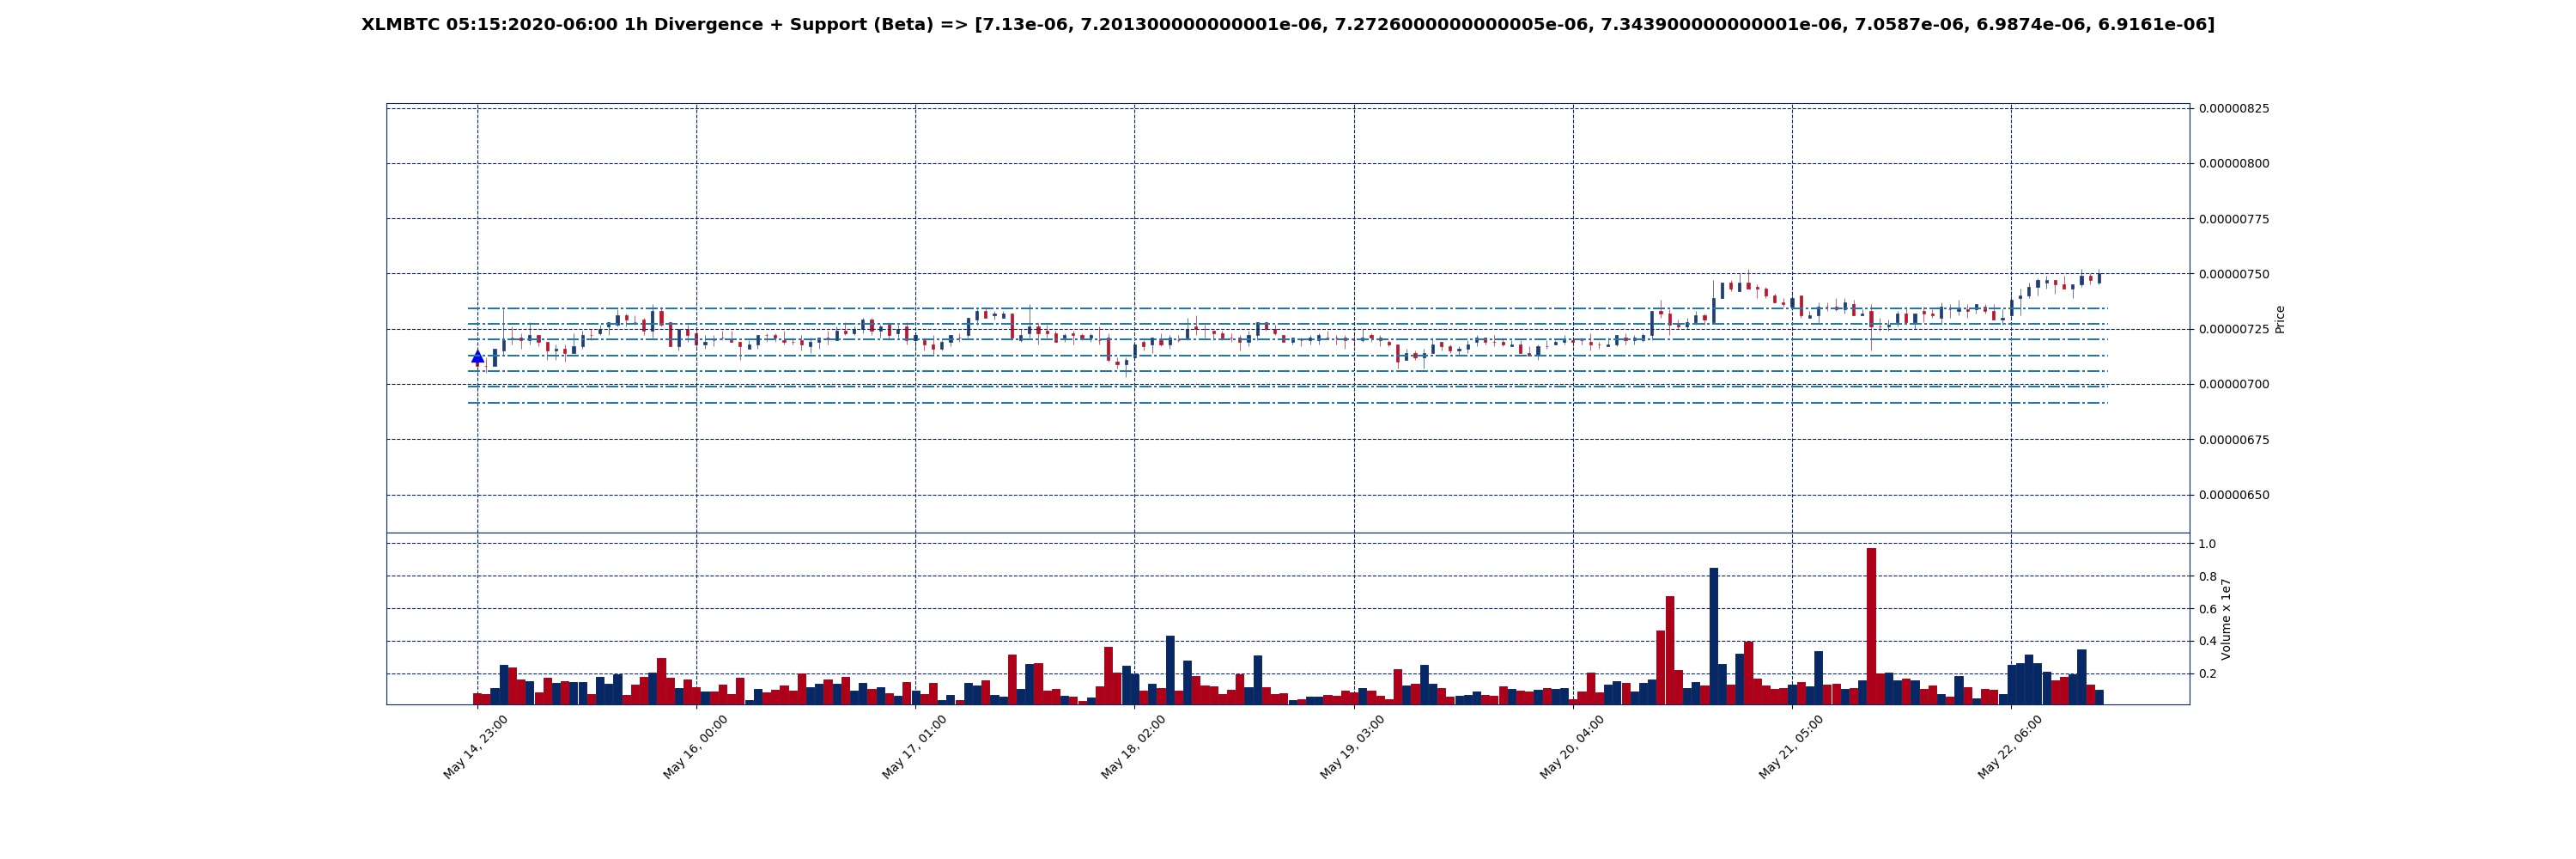 XLMBTC 05:15:2020-06:00 1h Divergence + Support (Beta) => [7.13e-06, 7.201300000000001e-06, 7.2726000000000005e-06, 7.343900000000001e-06, 7.0587e-06, 6.9874e-06, 6.9161e-06]
0.00000825
0.00000800
0.00000775
0.00000750
0.00000725
0.00000700
0.00000675
0.00000650
Price
1.0
0.8
0.6
0.4
0.2
Volume x 1e7
May 14, 23:00
May 16, 00:00
May 17, 01:00
May 18, 02:00
May 19, 03:00
May 20, 04:00
May 21, 05:00
May 22, 06:00